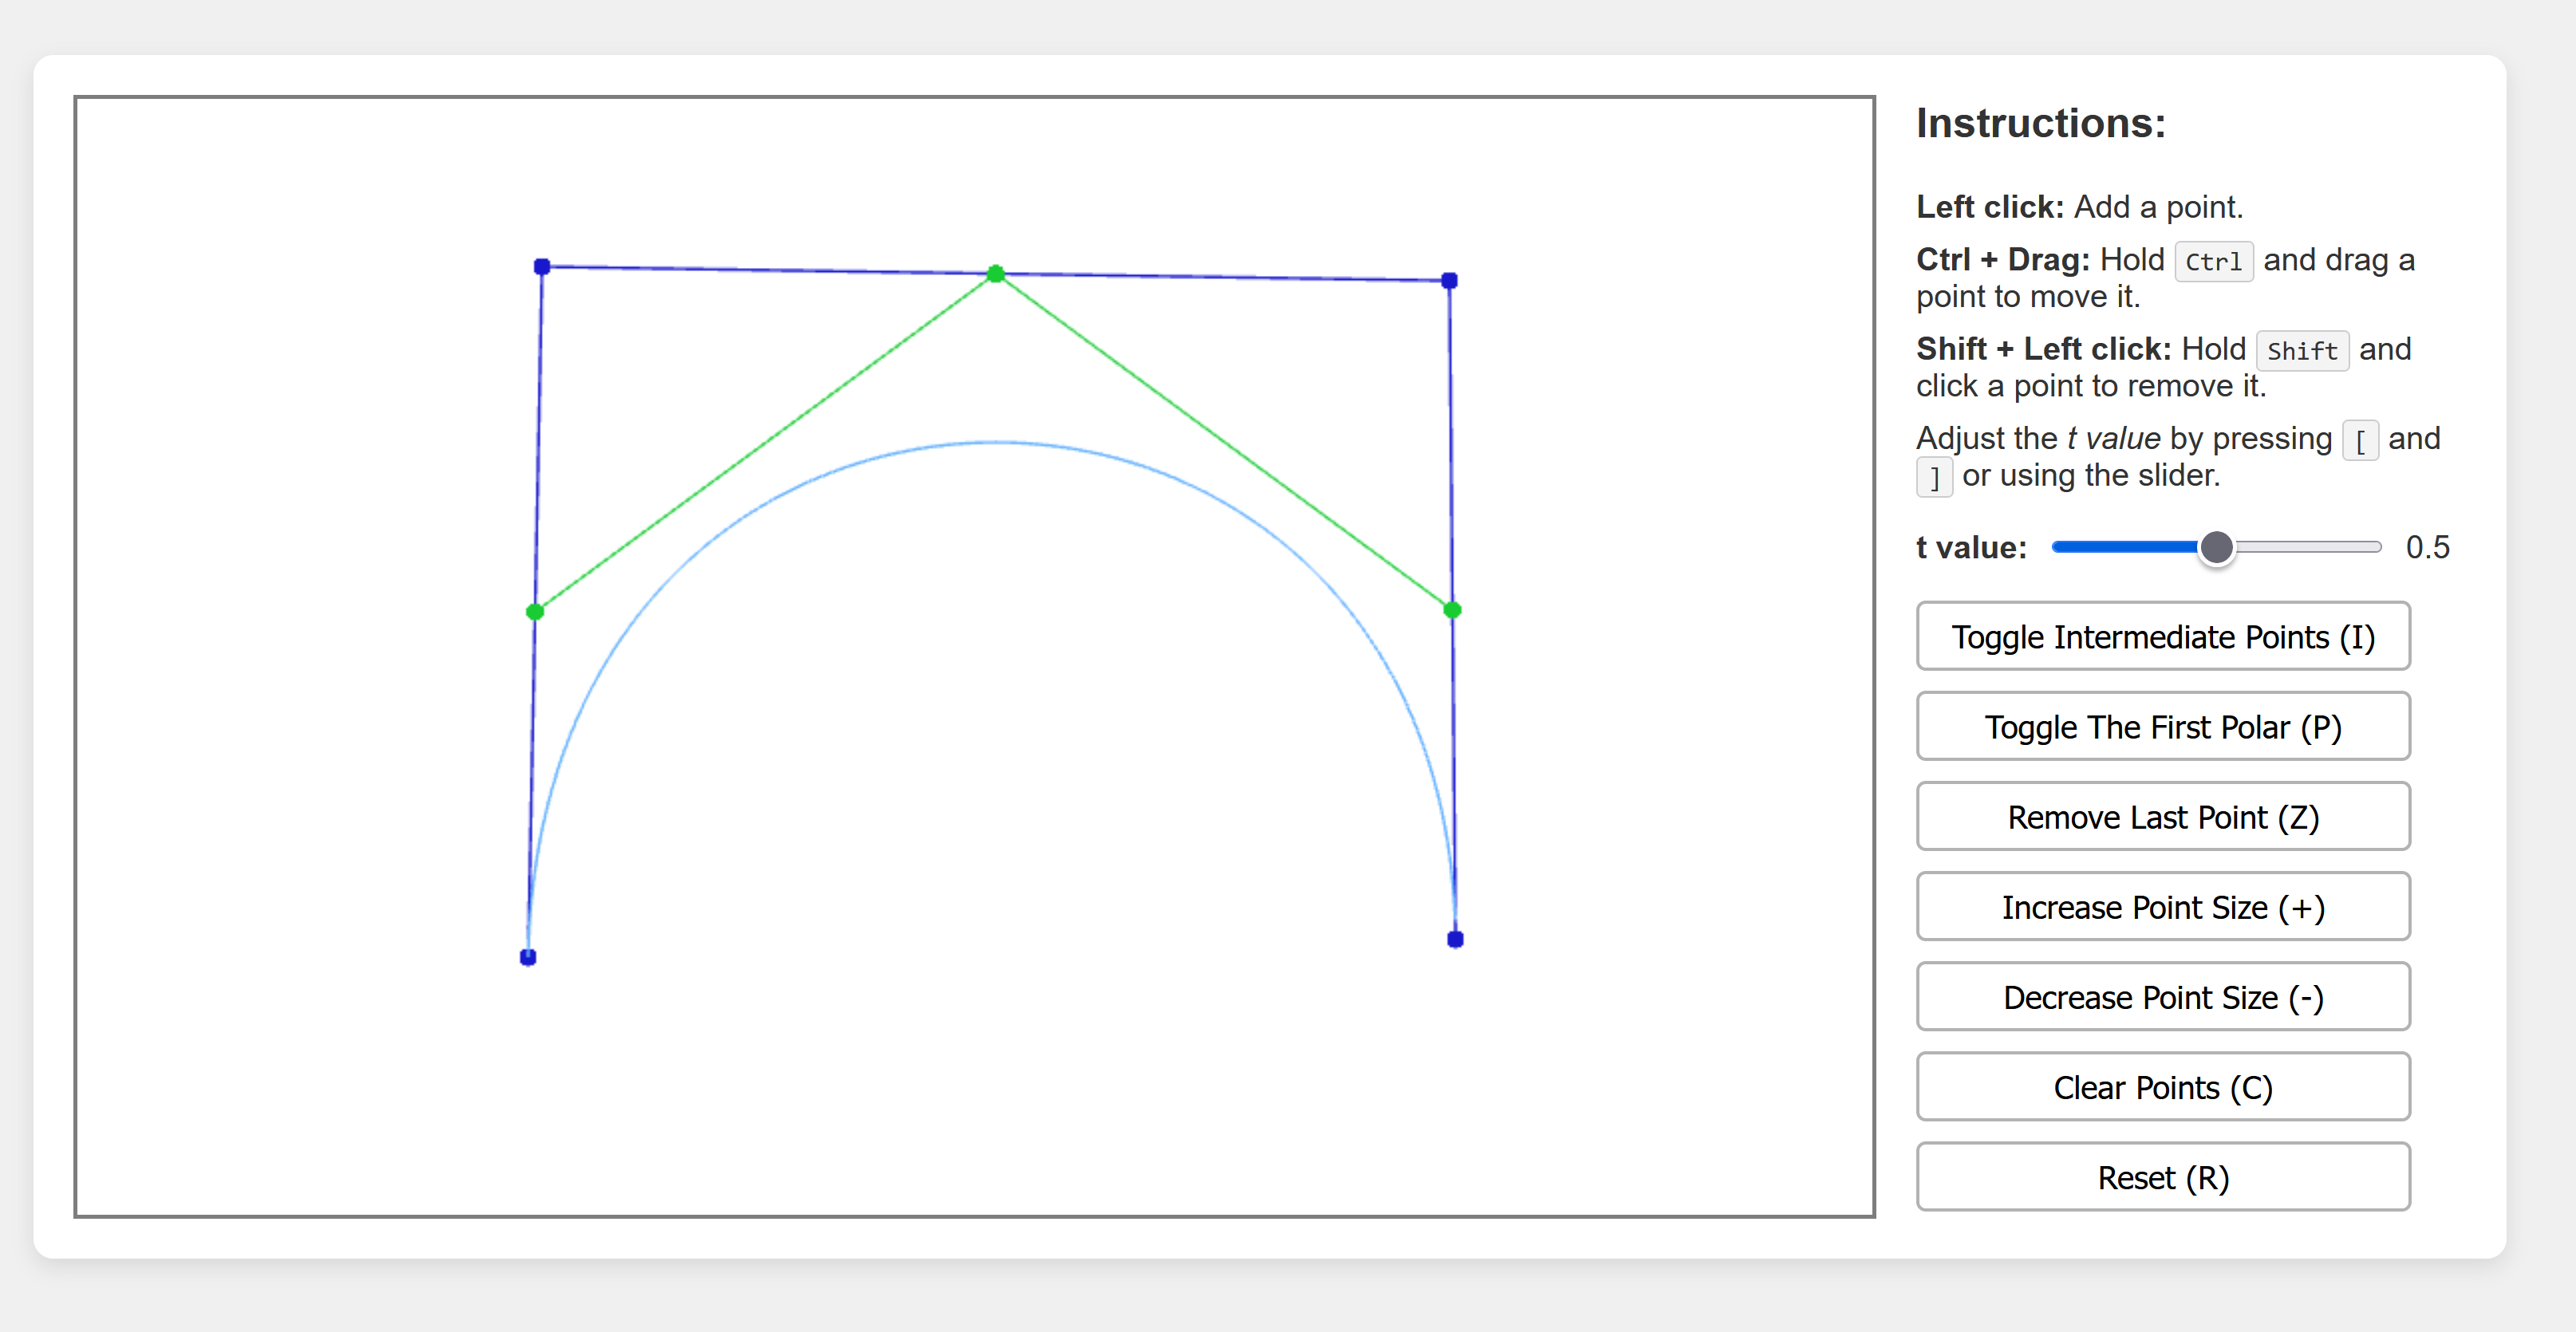 Instructions:
Left click: Add a point.
Ctrl + Drag: Hold Ctrl and drag a
point to move it.
Shift + Left click: Hold Shift and
click a point to remove it.
Adjust the t value by pressing [ and
] or using the slider.
t value: 0.5
Toggle Intermediate Points (I)
Toggle The First Polar (P)
Remove Last Point (Z)
Increase Point Size (+)
Decrease Point Size (-)
Clear Points (C)
Reset (R)